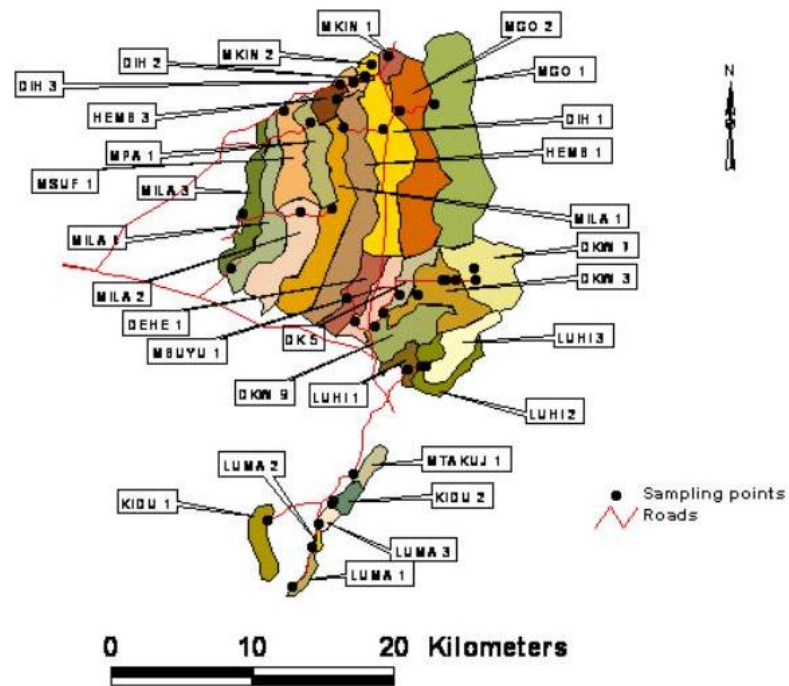 MKIN 1
MGO 2
MKIN 2
DIH 2
MGO 1
N
DIH 3
HEMB 3
DIH 1
MPA 1
HEMB 1
MSUF 1
MILA 3
MILA 1
MILA
DKW 7
MILA 2
DKW 3
DEHE 1
DK 5
MBUYU 1
LUHI 3
DKW 9
LUHI 1
LUHI 2
LUMA 2
MTAKUJ 1
KIDU 1
KIDU 2
Sampling points
Roads
LUMA 3
LUMA 1
0 10 20 Kilometers